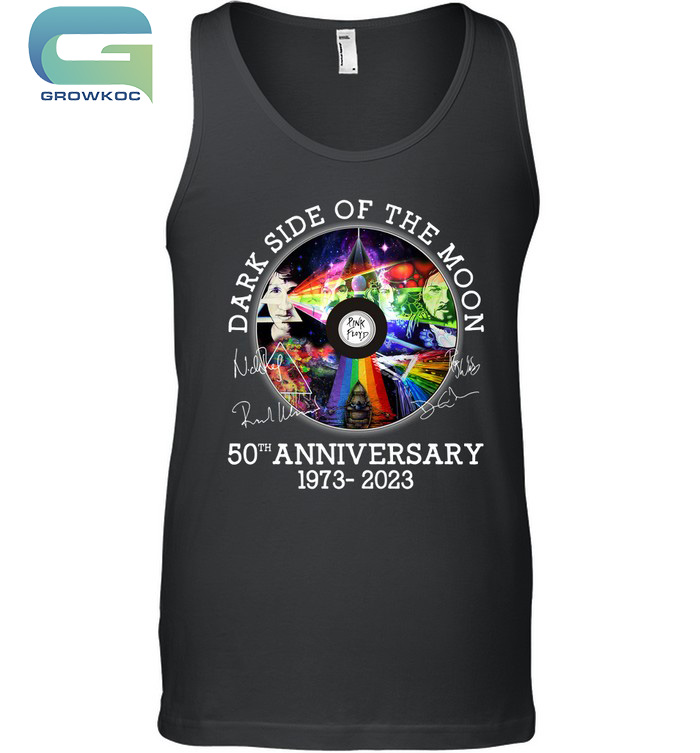 GROWKOC
DARK SIDE OF THE MOON
PINK
FLOYD
50TH ANNIVERSARY
1973- 2023